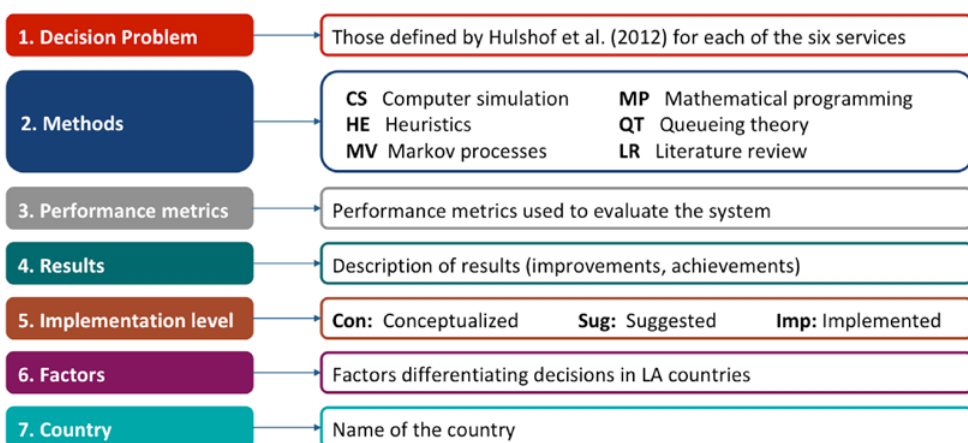 1. Decision Problem
Those defined by Hulshof et al. (2012) for each of the six services
2. Methods
CS Computer simulation MP Mathematical programming
HE Heuristics QT Queueing theory
MV Markov processes LR Literature review
3. Performance metrics
Performance metrics used to evaluate the system
4. Results
Description of results (improvements, achievements)
5. Implementation level
Con: Conceptualized Sug: Suggested Imp: Implemented
6. Factors
Factors differentiating decisions in LA countries
7. Country
Name of the country